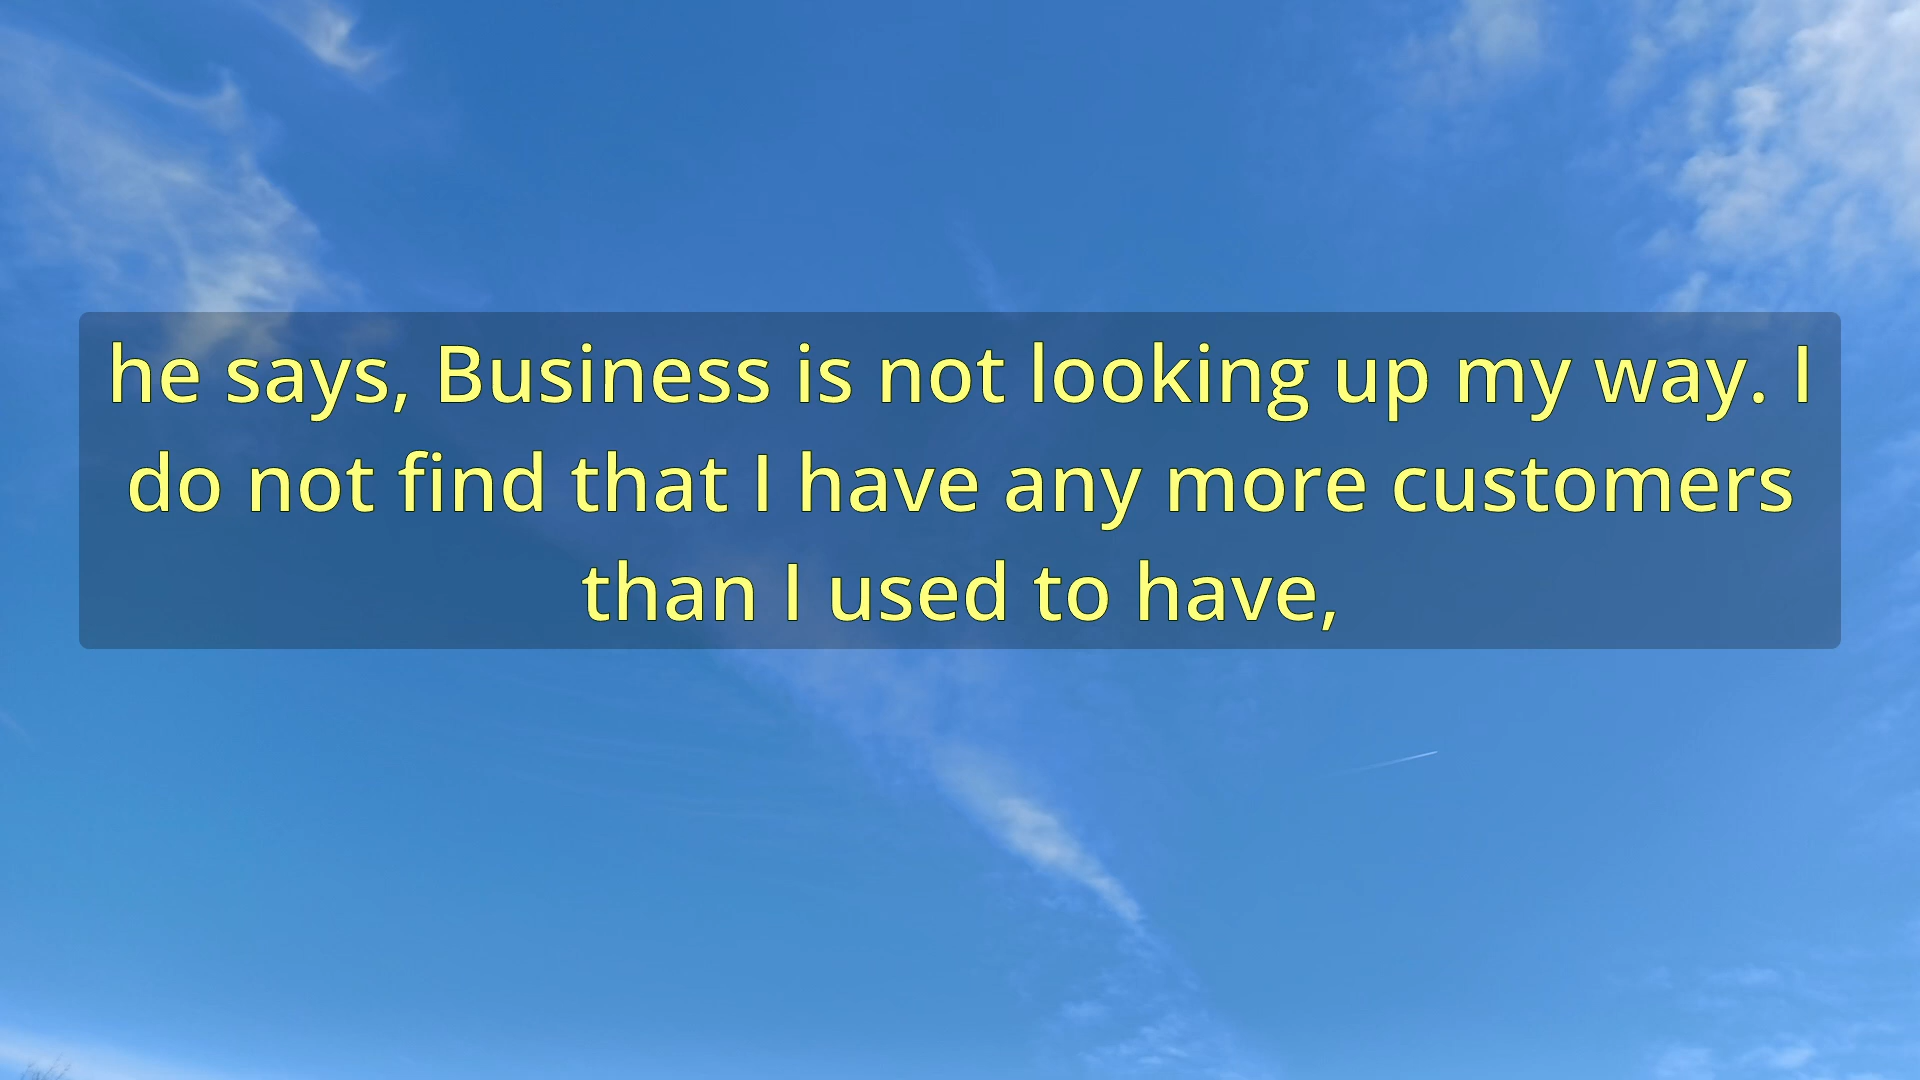 he says, Business is not looking up my way. I
do not find that I have any more customers
than I used to have,